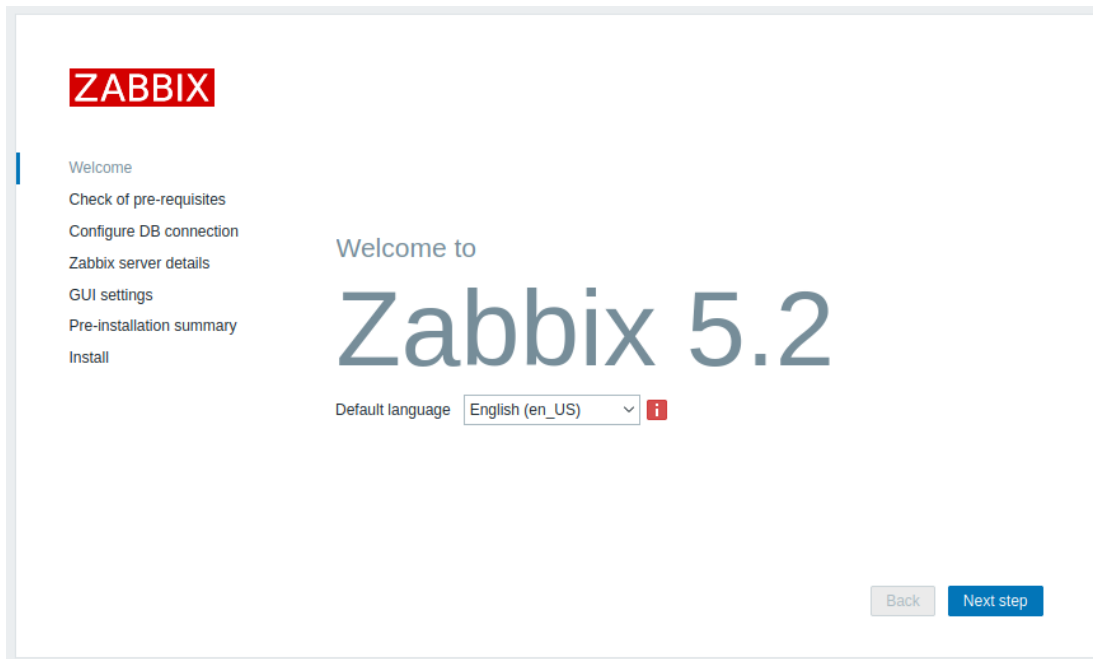 ZABBIX
Welcome
Check of pre-requisites
Configure DB connection
Zabbix server details
GUI settings
Pre-installation summary
Install
Welcome to
Zabbix 5.2
Default language English (en_US) i
Back Next step